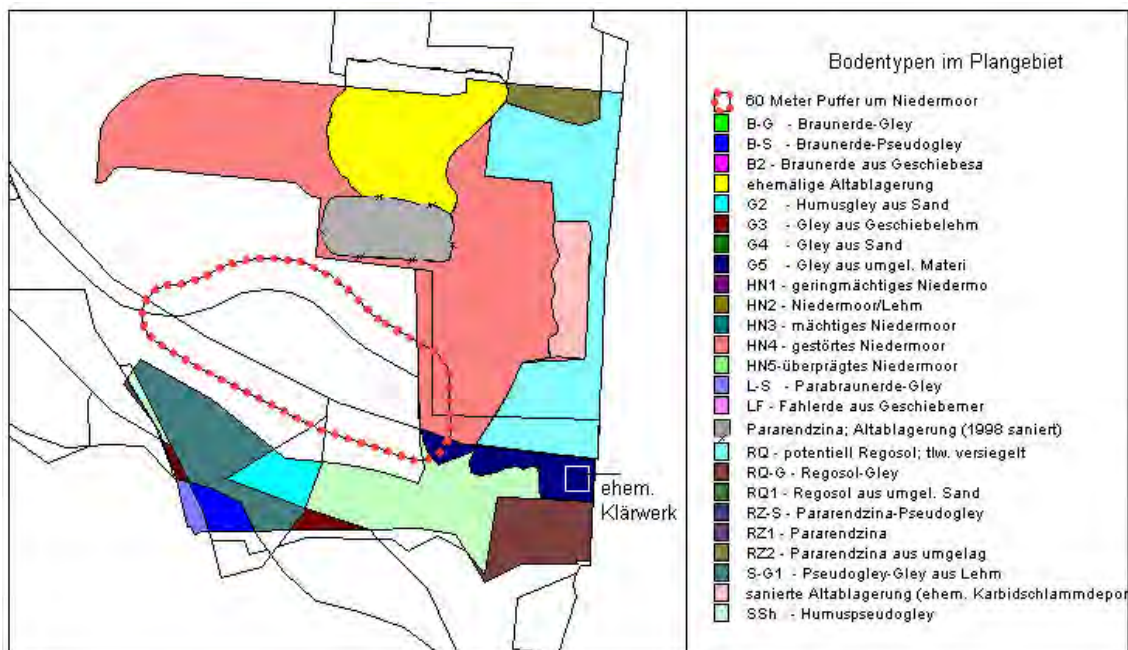 Bodentypen im Plangebiet
60 Meter Puffer um Niedermoor
B-G - Braunerde-Gley
B-S - Braunerde-Pseudogley
B2 - Braunerde aus Geschiebesa
ehemälige Altablagerung
G2 - Humusgley aus Sand
G3 - Gley aus Geschiebelehm
G4 - Gley aus Sand
G5 - Gley aus umgel. Materi
HN1 - geringmächtiges Niedermo
HN2 - Niedermoor/Lehm
HN3 - mächtiges Niedermoor
HN4 - gestörtes Niedermoor
HN5-überprägtes Niedermoor
L-S - Parabraunerde-Gley
LF - Fahlerde aus Geschiebemer
Pararendzina; Altablagerung (1998 saniert)
RQ - potentiell Regosol; tlw. versiegelt
RQ-G - Regosol-Gley
RQ1 - Regosol aus umgel. Sand
RZ-S - Pararendzina-Pseudogley
RZ1 - Pararendzina
RZ2 - Pararendzina aus umgelag
S-G1 - Pseudogley-Gley aus Lehm
sanierte Altablagerung (ehem. Karbidschlammdepor
SSh - Humuspseudogley
ehem.
Klärwerk